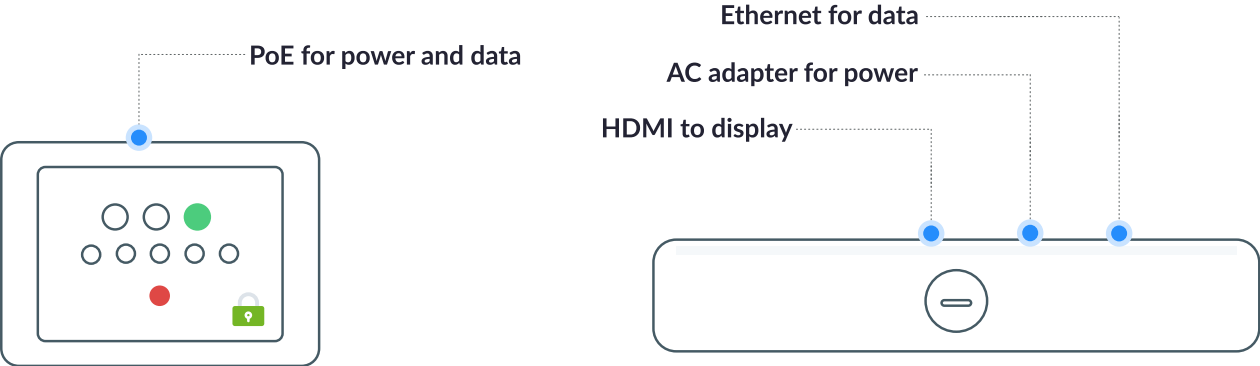 Ethernet for data
PoE for power and data
AC adapter for power
HDMI to display